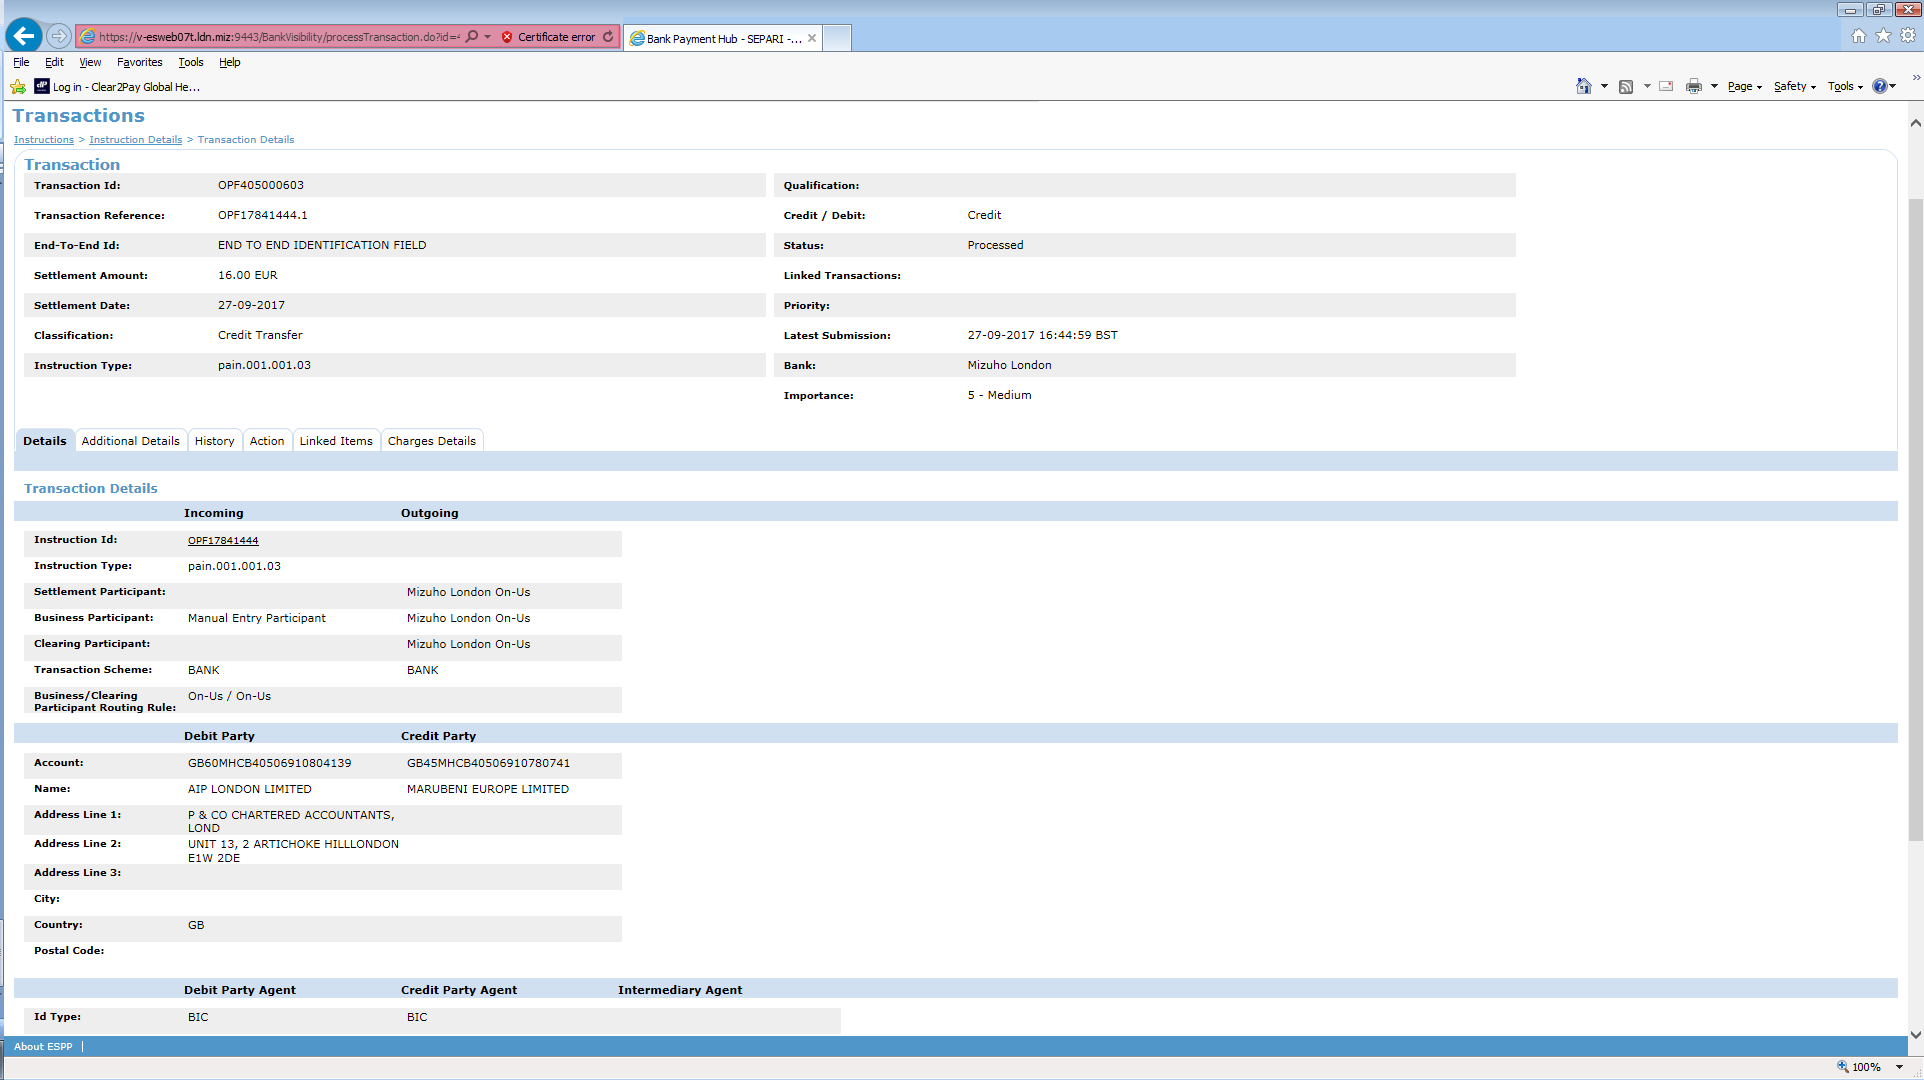 https://v-esweb07t.ldn.miz:9443/BankVisibility/processTransaction.do?id=4
Certificate error
Bank Payment Hub - SEPARI -...
File Edit View Favorites Tools Help
Log in - Clear2Pay Global He...
Page Safety Tools
Transactions
Instructions > Instruction Details > Transaction Details
Transaction
Transaction Id: OPF405000603 Qualification:
Transaction Reference: OPF17841444.1 Credit / Debit: Credit
End-To-End Id: END TO END IDENTIFICATION FIELD Status: Processed
Settlement Amount: 16.00 EUR Linked Transactions:
Settlement Date: 27-09-2017 Priority:
Classification: Credit Transfer Latest Submission: 27-09-2017 16:44:59 BST
Instruction Type: pain.001.001.03 Bank: Mizuho London
Importance: 5 - Medium
Details Additional Details History Action Linked Items Charges Details
Transaction Details
Incoming Outgoing
Instruction Id: OPF17841444
Instruction Type: pain.001.001.03
Settlement Participant: Mizuho London On-Us
Business Participant: Manual Entry Participant Mizuho London On-Us
Clearing Participant: Mizuho London On-Us
Transaction Scheme: BANK BANK
Business/Clearing On-Us / On-Us
Participant Routing Rule:
Debit Party Credit Party
Account: GB60MHCB40506910804139 GB45MHCB40506910780741
Name: AIP LONDON LIMITED MARUBENI EUROPE LIMITED
Address Line 1: P & CO CHARTERED ACCOUNTANTS,
LOND
Address Line 2: UNIT 13, 2 ARTICHOKE HILLLONDON
E1W 2DE
Address Line 3:
City:
Country: GB
Postal Code:
Debit Party Agent Credit Party Agent Intermediary Agent
Id Type: BIC BIC
About ESPP |
100%